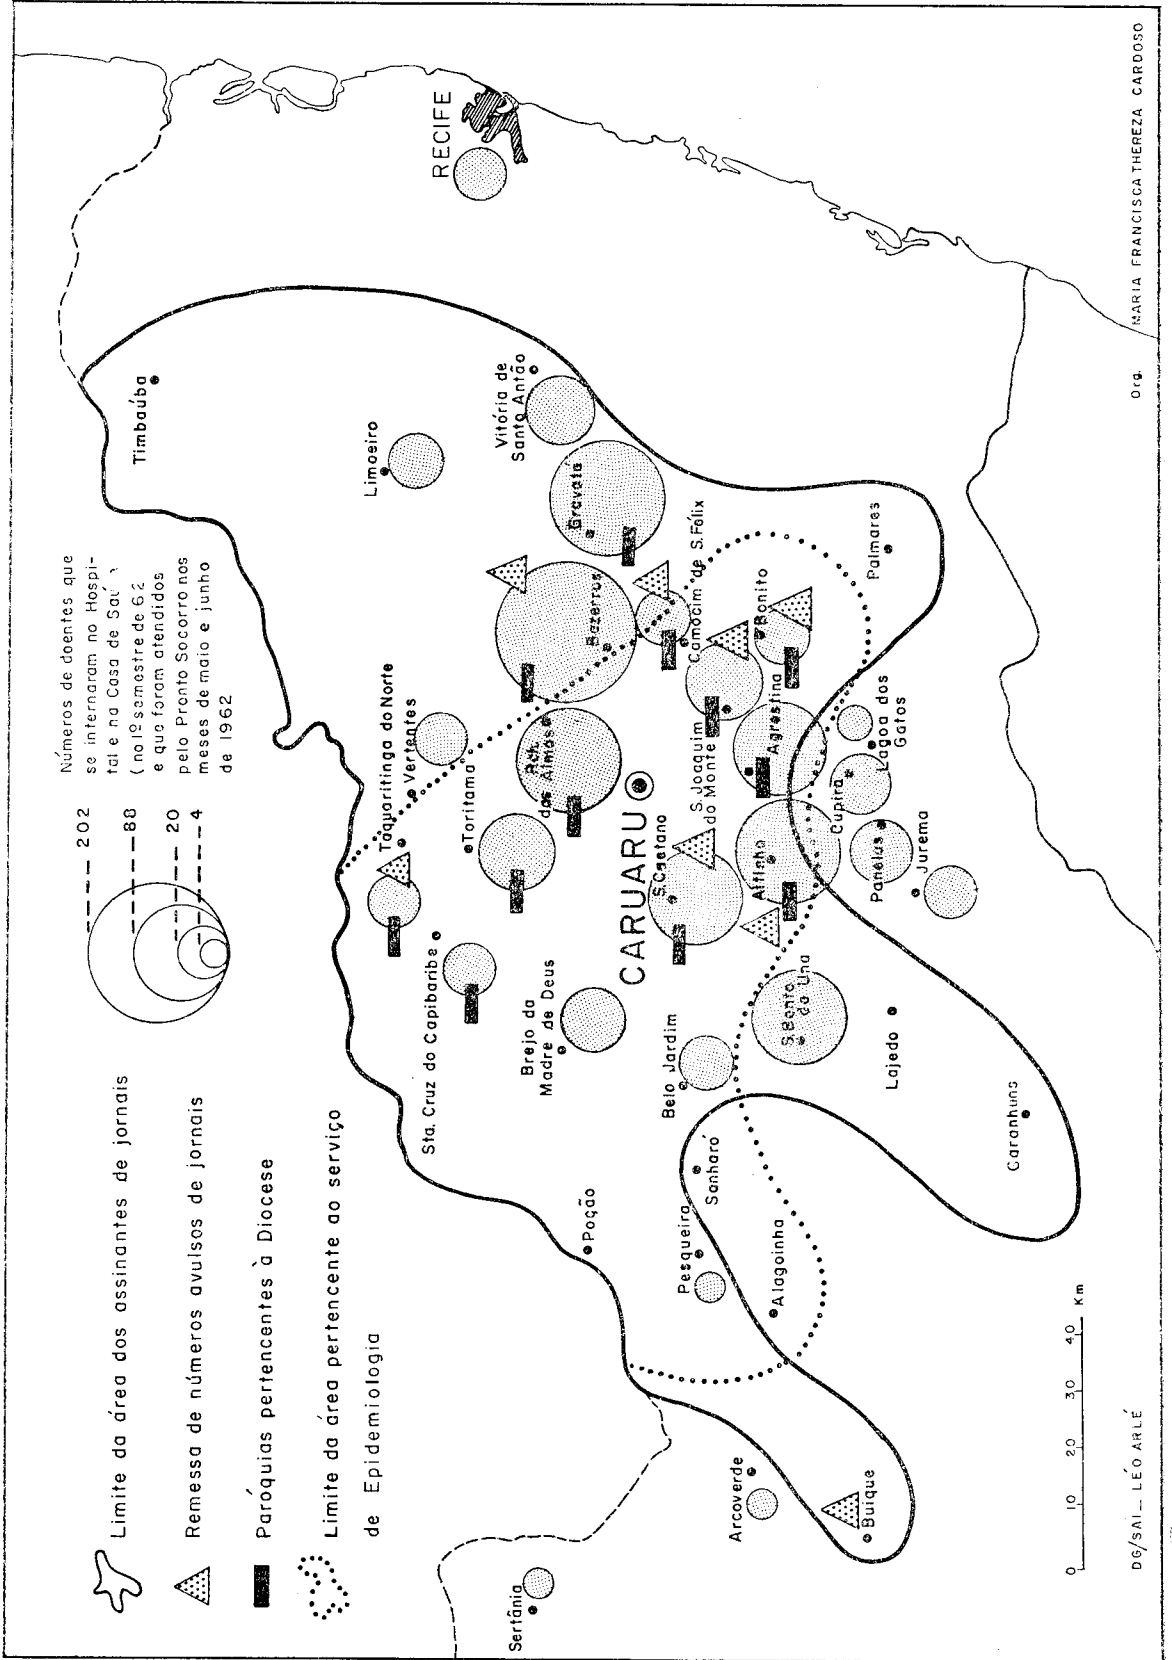 Limite da área dos assinantes de jornais
Remessa de números avulsos de jornais
Paróquias pertencentes à Diocese
Limite da área pertencente ao serviço
de Epidemiologia
202
88
20
4
Números de doentes que
se internaram no Hospi-
tal e na Casa de
(no 1º semestre de 62
e que foram atendidos
pelo Pronto Socorro nos
meses de maio e junho
de 1962
Timbaúba
RECIFE
Limoeiro
Vitória de
Santo Antão
Gravatá
Bezerros
Taquaritinga do Norte
Vertentes
Toritama
Rch.
das Almas
Sta. Cruz do Capibaribe
Brejo da
Madre de Deus
CARUARU
S. Caetano
Camocim de S. Félix
S. Joaquim
do Monte
Bonito
Agrestina
Altinho
Palmares
Cupira
Lagoa dos
Gatos
Panelas
Jurema
Belo Jardim
S. Bento
do Una
Lajedo
Garanhuns
Poção
Sanharó
Pesqueira
Alagoinha
Arcoverde
Buique
Sertânia
0 10 20 30 40 Km
DG/SAI_ LÉO ARLÉ
Org. MARIA FRANCISCA THEREZA CARDOSO